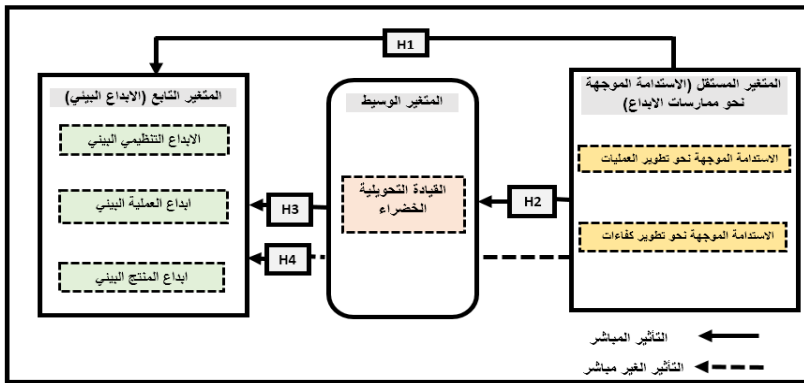 H1
المتغير المستقل (الاستدامة الموجهة
نحو ممارسات الابداع)
الاستدامة الموجهة نحو تطوير العمليات
الاستدامة الموجهة نحو تطوير كفاءات
H2
المتغير الوسيط
القيادة التحويلية
الخضراء
H3
H4
المتغير التابع (الابداع البيئي)
الابداع التنظيمي البيئي
ابداع العملية البيئي
ابداع المنتج البيئي
التأثير المباشر
التأثير الغير مباشر